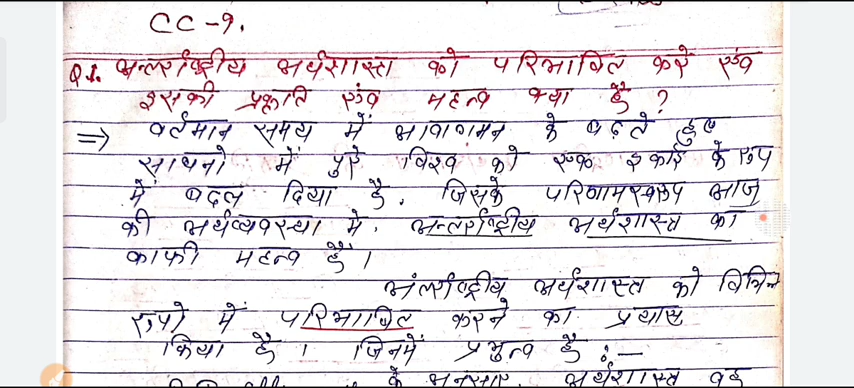 CC-9.
Q1. अन्तर्राष्ट्रीय अर्थशास्त्र को परिभाषित करे एंव
इसकी प्रकृति एंव महत्व क्या है ?
⇒ वर्तमान समय में आवागमन के बढ़ते हुए
साधनो में पुरे विश्व को एक इकाई के रूप
में बदल दिया है, जिसके परिणामस्वरूप आज
की अर्थव्यवस्था मे. अन्तर्राष्ट्रीय अर्थशास्त्र का
काफी महत्व है ।
अंतर्राष्ट्रीय अर्थशास्त्र को विभिन्न
रूपो में परिभाषित करने का प्रयास
किया है । जिनमें प्रमुख है :—
के अनुसार, अर्थशास्त्र वह